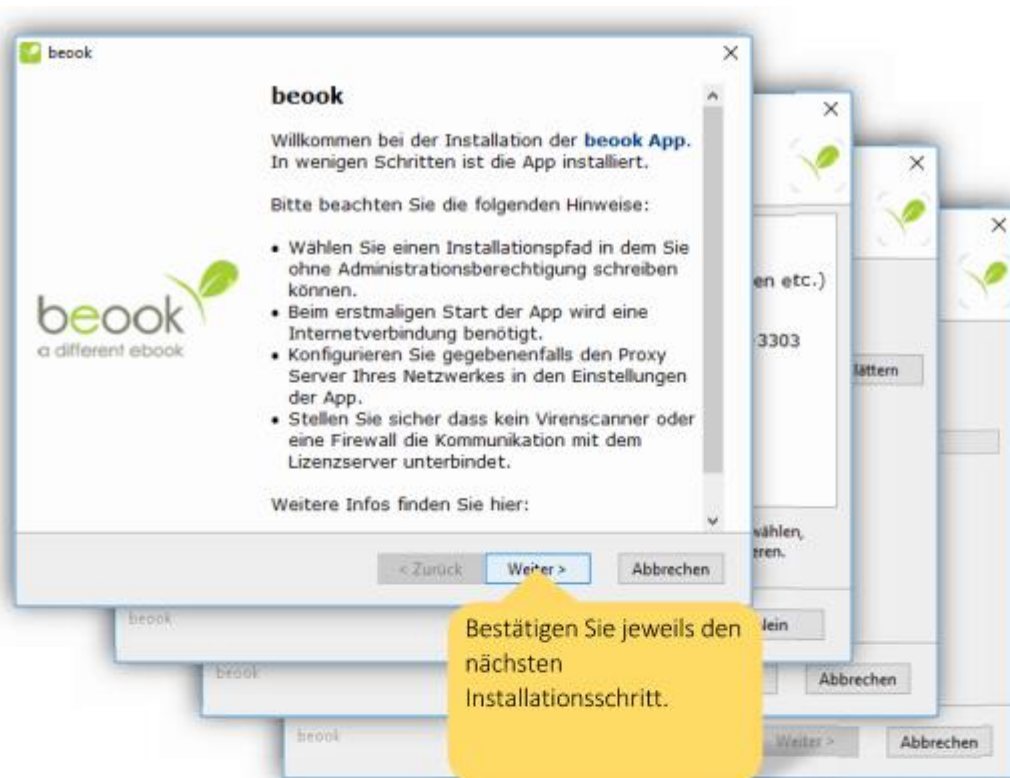 beook
beook
Willkommen bei der Installation der beook App.
In wenigen Schritten ist die App installiert.
Bitte beachten Sie die folgenden Hinweise:
• Wählen Sie einen Installationspfad in dem Sie
ohne Administrationsberechtigung schreiben
können.
• Beim erstmaligen Start der App wird eine
Internetverbindung benötigt.
• Konfigurieren Sie gegebenenfalls den Proxy
Server Ihres Netzwerkes in den Einstellungen
der App.
• Stellen Sie sicher dass kein Virenscanner oder
eine Firewall die Kommunikation mit dem
Lizenzserver unterbindet.
Weitere Infos finden Sie hier:
beook
a different ebook
< Zurück Weiter > Abbrechen
en etc.)
3303
wählen,
eren.
lein
beook
lättern
beook
Abbrechen
beook
Weiter > Abbrechen
Bestätigen Sie jeweils den
nächsten
Installationsschritt.